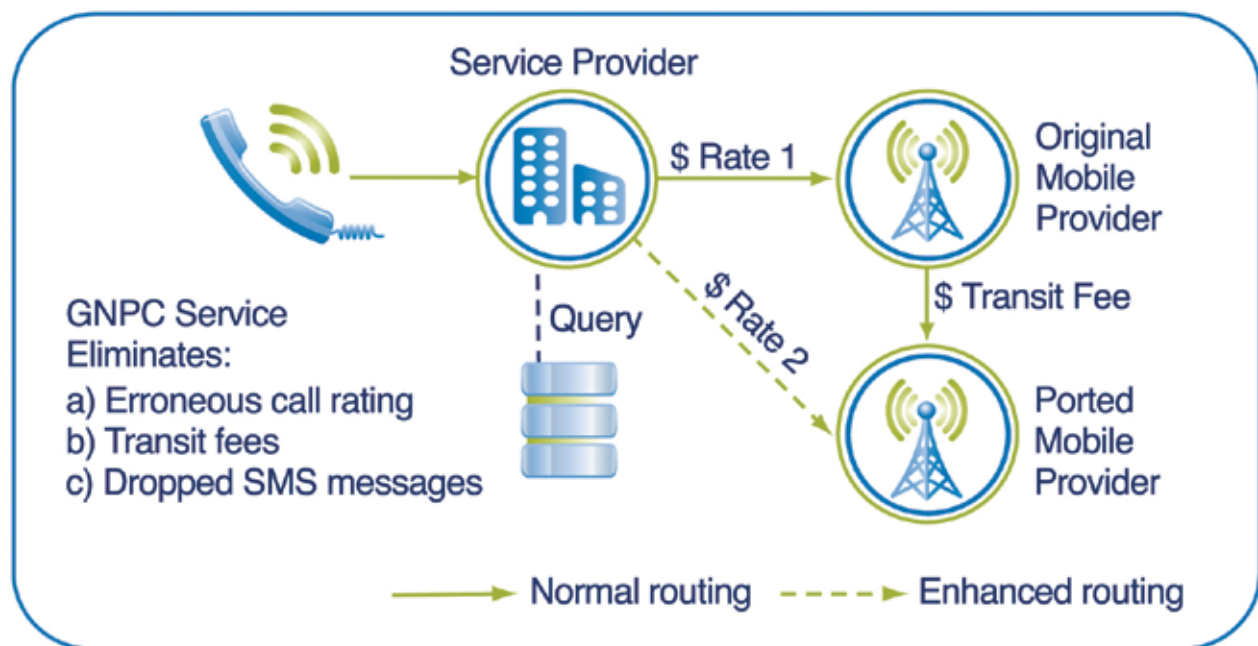 Service Provider
$ Rate 1
Original
Mobile
Provider
$ Transit Fee
$ Rate 2
Query
GNPC Service
Eliminates:
a) Erroneous call rating
b) Transit fees
c) Dropped SMS messages
Ported
Mobile
Provider
Normal routing
Enhanced routing